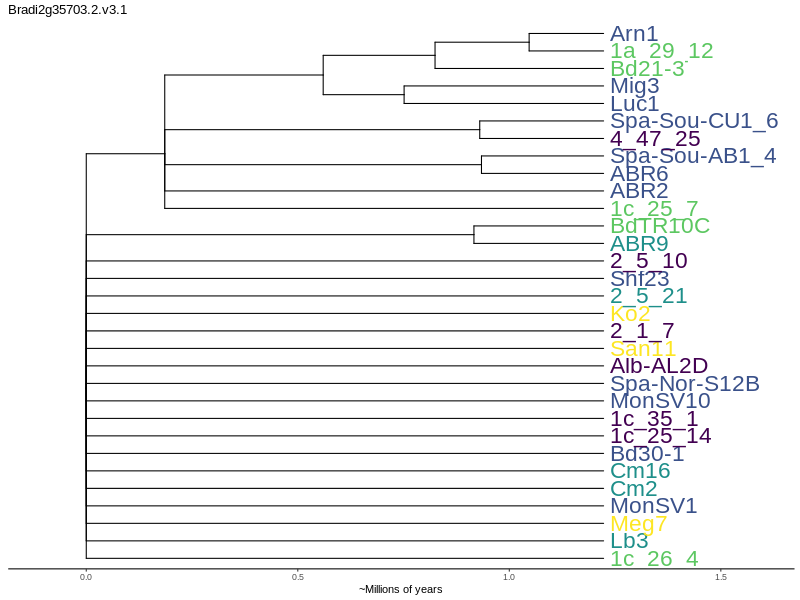 Bradi2g35703.2.v3.1
Arn1
1a_29_12
Bd21-3
Mig3
Luc1
Spa-Sou-CU1_6
4_47_25
Spa-Sou-AB1_4
ABR6
ABR2
1c_25_7
BdTR10C
ABR9
2_5_10
Snf23
2_5_21
Ko2
2_1_7
San11
Alb-AL2D
Spa-Nor-S12B
MonSV10
1c_35_1
1c_25_14
Bd30-1
Cm16
Cm2
MonSV1
Meg7
Lb3
1c_26_4
0.0 0.5 1.0 1.5
~Millions of years